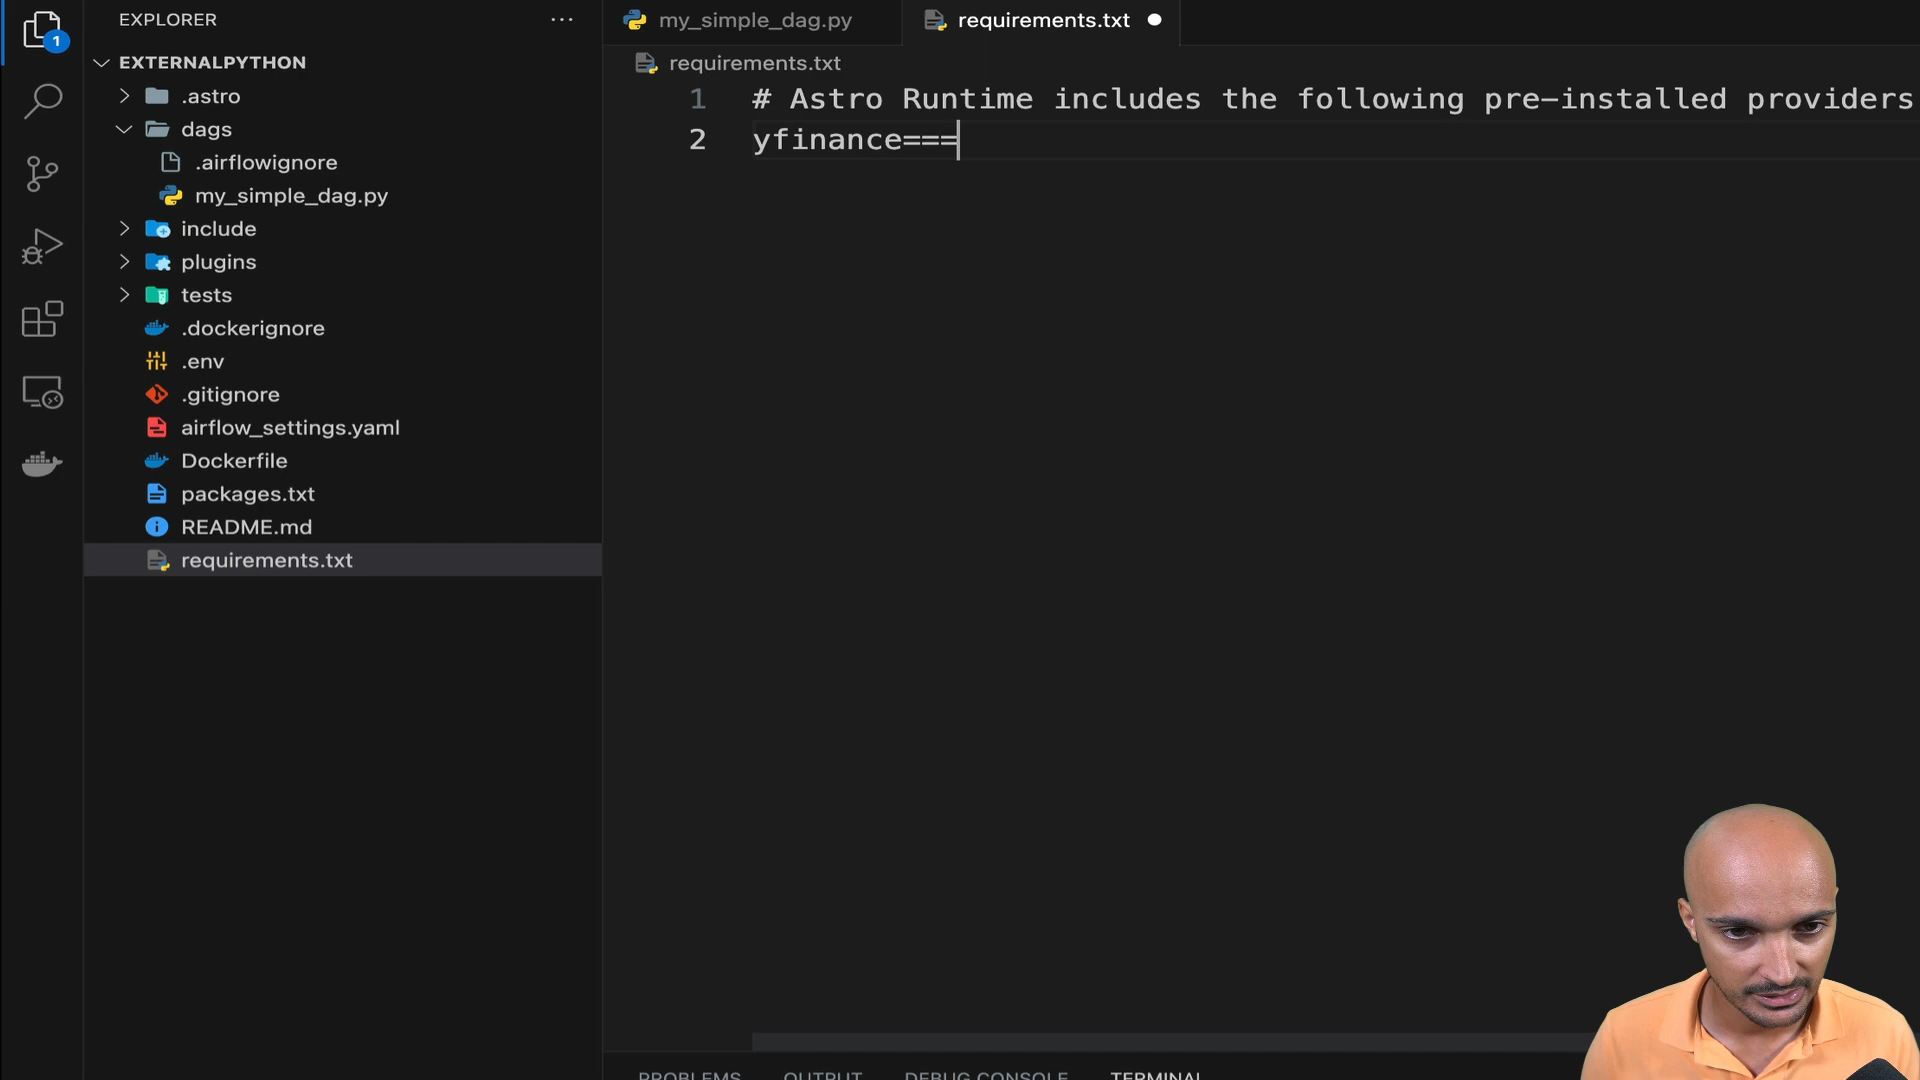 EXPLORER
my_simple_dag.py
requirements.txt
1
EXTERNALPYTHON
requirements.txt
.astro
1 # Astro Runtime includes the following pre-installed providers
dags
2 yfinance===
.airflowignore
my_simple_dag.py
include
plugins
tests
.dockerignore
.env
.gitignore
airflow_settings.yaml
Dockerfile
packages.txt
README.md
requirements.txt
PROBLEMS OUTPUT DEBUG CONSOLE TERMINAL